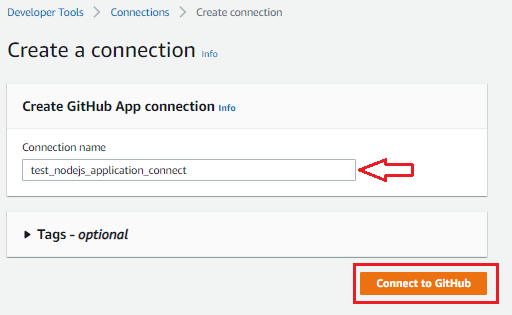 Developer Tools > Connections > Create connection
Create a connection Info
Create GitHub App connection Info
Connection name
test_nodejs_application_connect
Tags - optional
Connect to GitHub